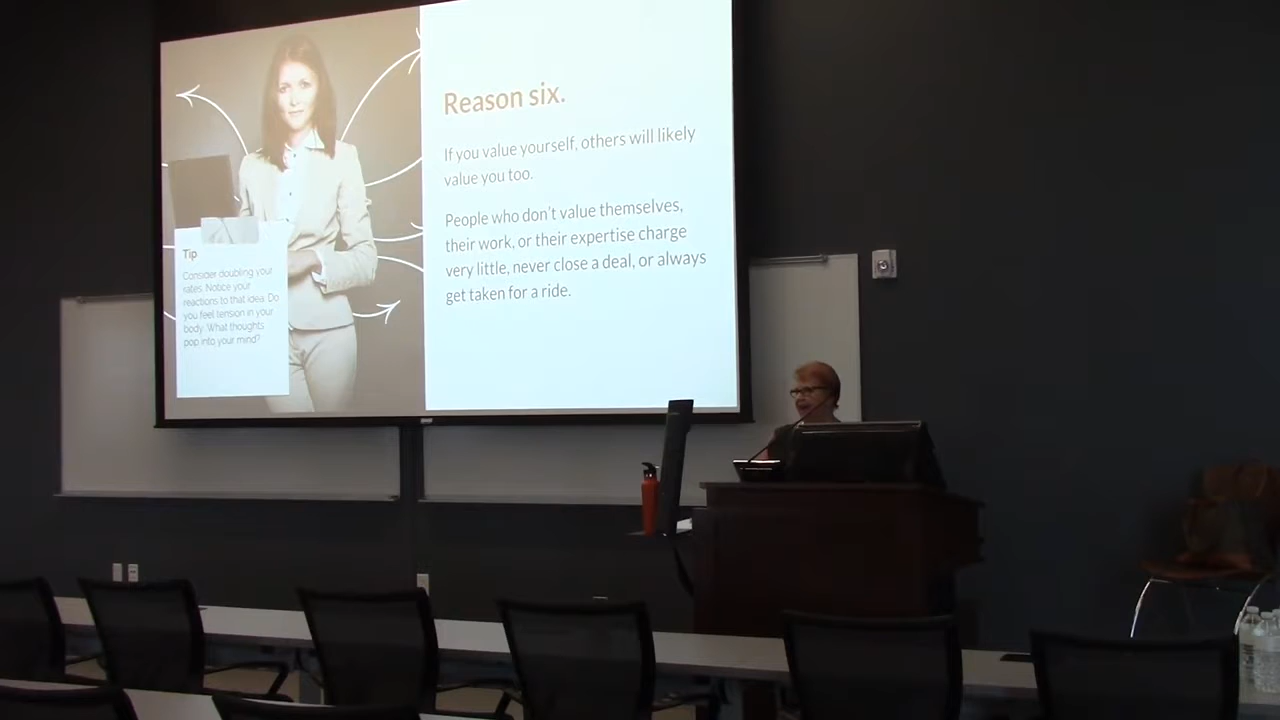 Reason six.
If you value yourself, others will likely
value you too.
People who don't value themselves,
their work, or their expertise charge
very little, never close a deal, or always
get taken for a ride.
Tip
Consider doubling your
rates. Notice your
reactions to that idea. Do
you feel tension in your
body. What thoughts
pop into your mind?